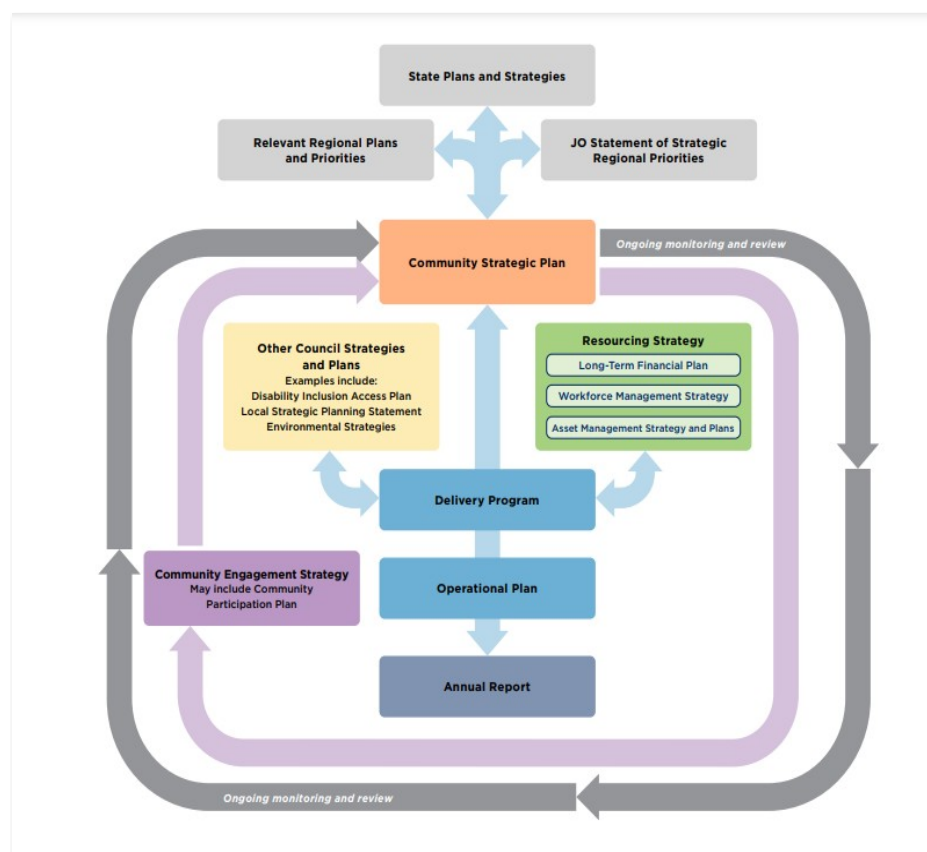 State Plans and Strategies
Relevant Regional Plans
and Priorities
JO Statement of Strategic
Regional Priorities
Community Strategic Plan
Ongoing monitoring and review
Other Council Strategies
and Plans
Examples include:
Disability Inclusion Access Plan
Local Strategic Planning Statement
Environmental Strategies
Resourcing Strategy
Long-Term Financial Plan
Workforce Management Strategy
Asset Management Strategy and Plans
Delivery Program
Community Engagement Strategy
May include Community
Participation Plan
Operational Plan
Annual Report
Ongoing monitoring and review